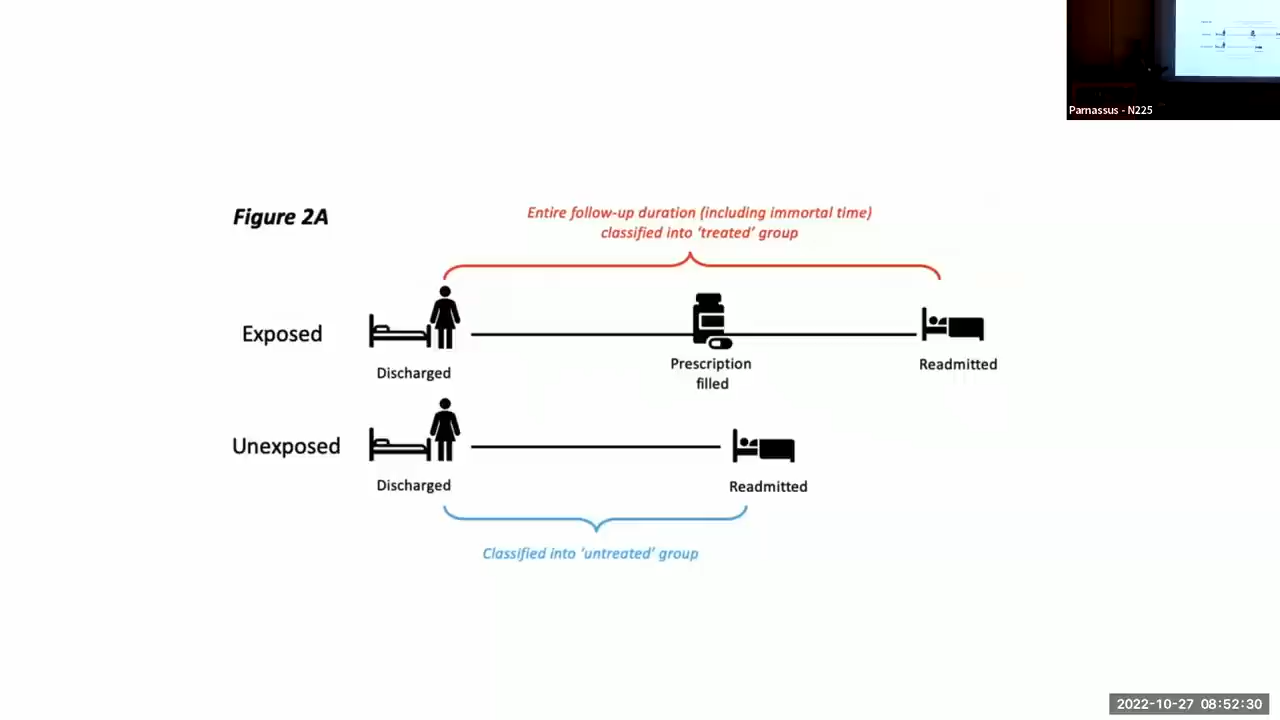 Parnassus - N225
Figure 2A
Entire follow-up duration (including immortal time)
classified into ‘treated’ group
Exposed
Discharged
Prescription
filled
Readmitted
Unexposed
Discharged
Readmitted
Classified into ‘untreated’ group
2022-10-27 08:52:30